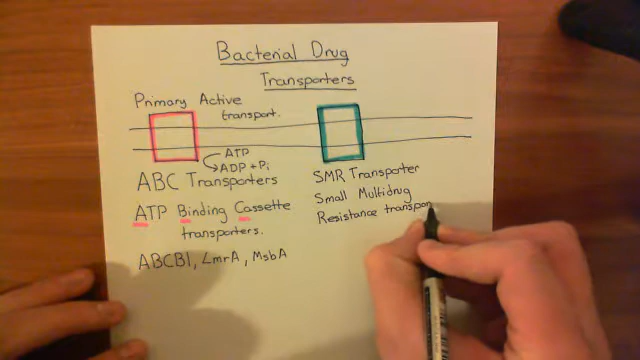 Bacterial Drug
Transporters
Primary Active
transport.
ATP
ADP + Pi
ABC Transporters
ATP Binding Cassette
transporters.
ABCB1, LmrA, MsbA
SMR Transporter
Small Multidrug
Resistance transpor